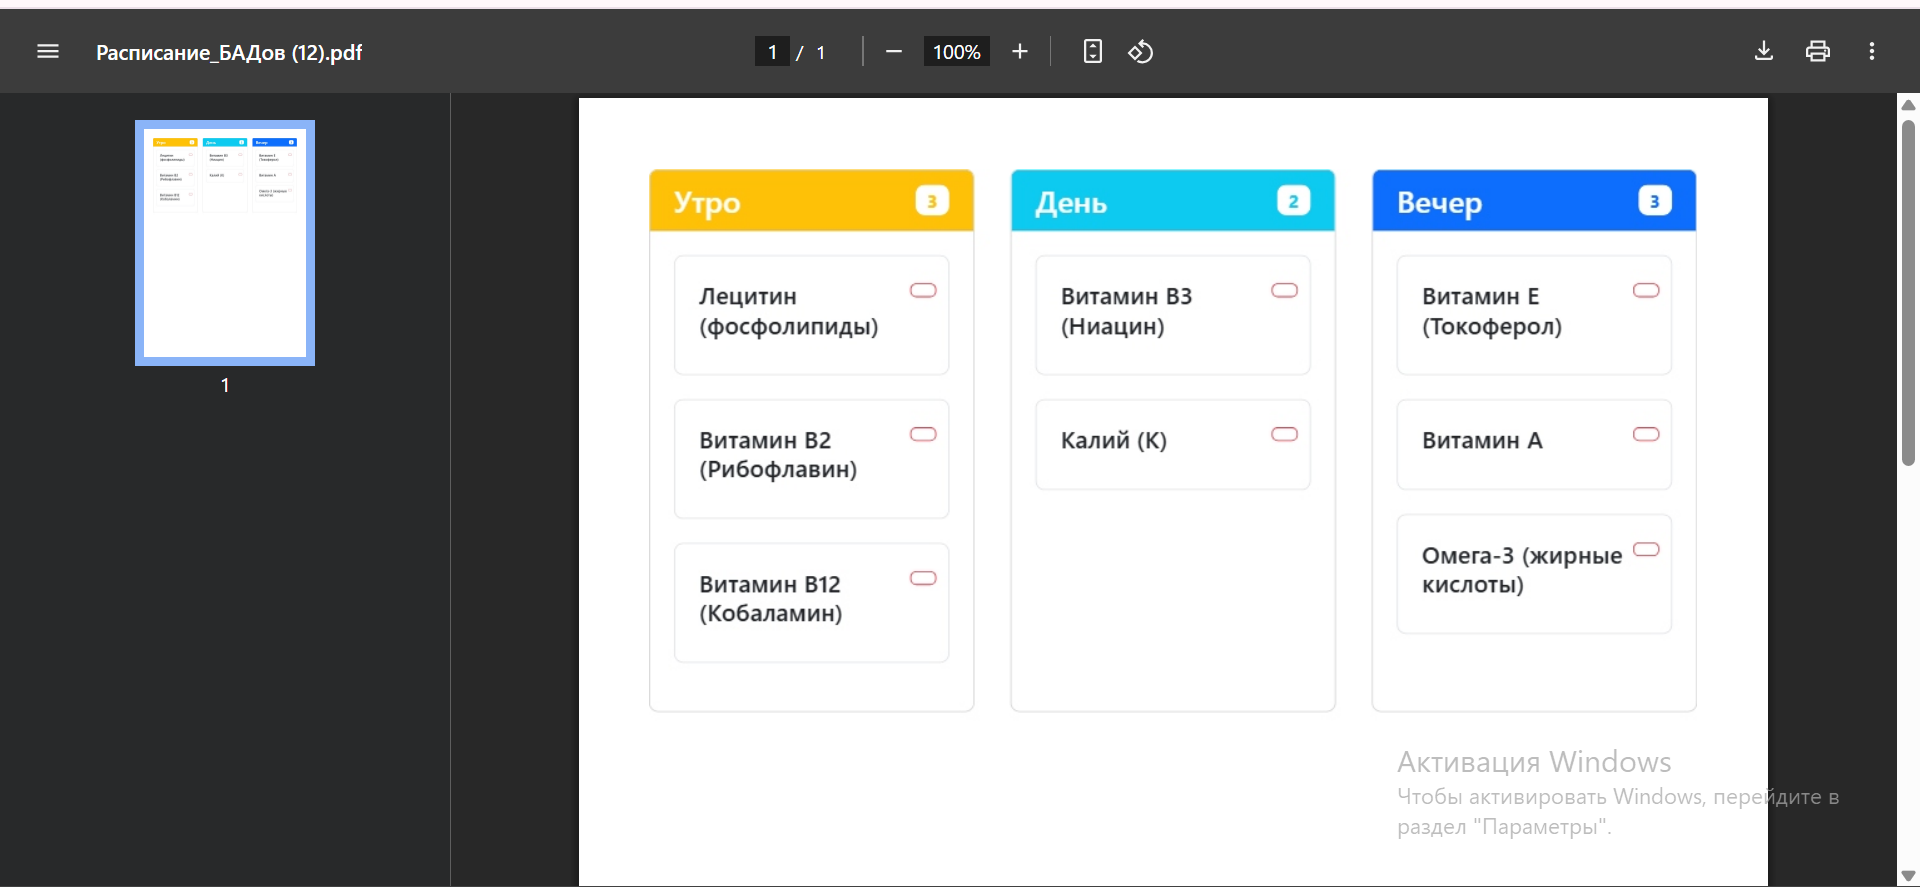 Расписание_БАДов (12).pdf
1 / 1
100%
1
Утро
3
Лецитин
(фосфолипиды)
Витамин B2
(Рибофлавин)
Витамин B12
(Кобаламин)
День
2
Витамин B3
(Ниацин)
Калий (K)
Вечер
3
Витамин E
(Токоферол)
Витамин A
Омега-3 (жирные
кислоты)
Активация Windows
Чтобы активировать Windows, перейдите в
раздел "Параметры".